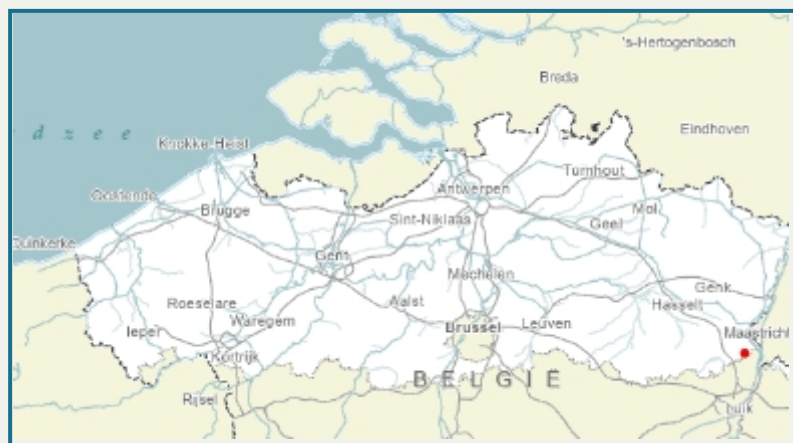 's-Hertogenbosch
Breda
d z e e
Eindhoven
Knokke-Heist
Turnhout
Oostende
Antwerpen
Mol
Brugge
Sint-Niklaas
Geel
Duinkerke
Gent
Mechelen
Genk
Roeselare
Aalst
Hasselt
Ieper
Waregem
Brussel
Leuven
Maastricht
Kortrijk
BELGIË
Rijsel
Luik